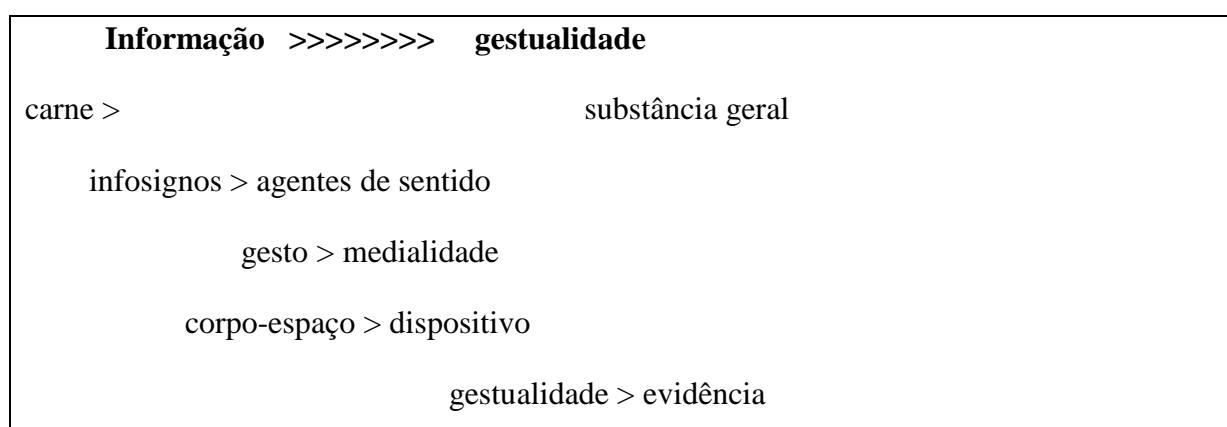 Informação >>>>>>>> gestualidade
carne > substância geral
infosignos > agentes de sentido
gesto > medialidade
corpo-espaço > dispositivo
gestualidade > evidência